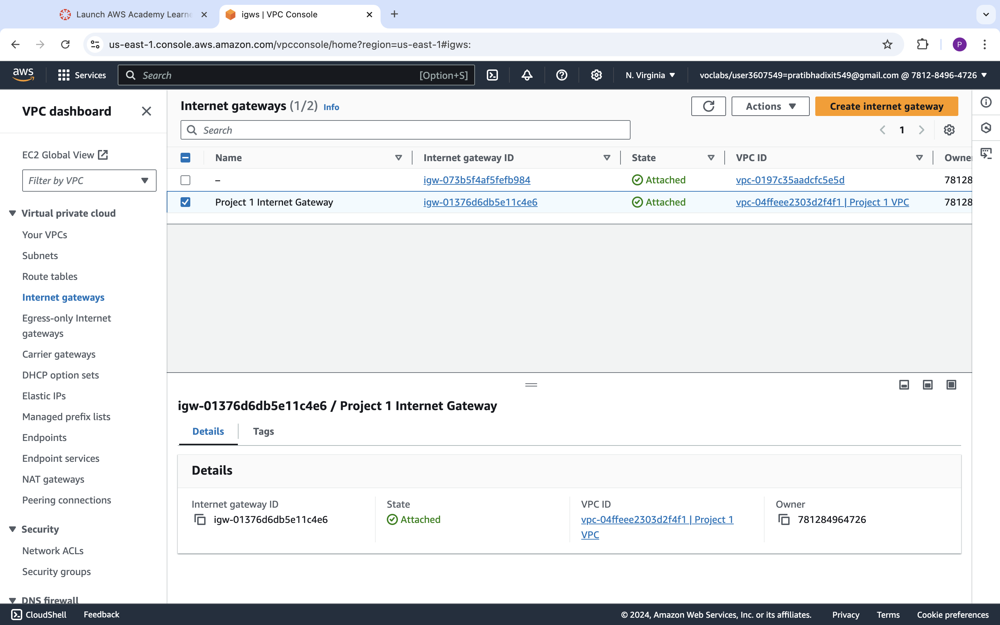 Launch AWS Academy Learne
igws | VPC Console
us-east-1.console.aws.amazon.com/vpcconsole/home?region=us-east-1#igws:
P
aws
Services
Search
[Option+S]
N. Virginia
voclabs/user3607549=pratibhadixit549@gmail.com @ 7812-8496-4726
VPC dashboard
EC2 Global View
Filter by VPC
Virtual private cloud
Your VPCs
Subnets
Route tables
Internet gateways
Egress-only Internet
gateways
Carrier gateways
DHCP option sets
Elastic IPs
Managed prefix lists
Endpoints
Endpoint services
NAT gateways
Peering connections
Security
Network ACLs
Security groups
DNS firewall
Internet gateways (1/2) Info
Actions
Create internet gateway
Search
1
Name Internet gateway ID State VPC ID Owne
– igw-073b5f4af5fefb984 Attached vpc-0197c35aadcfc5e5d 78128
Project 1 Internet Gateway igw-01376d6db5e11c4e6 Attached vpc-04ffeee2303d2f4f1 | Project 1 VPC 78128
igw-01376d6db5e11c4e6 / Project 1 Internet Gateway
Details Tags
Details
Internet gateway ID
igw-01376d6db5e11c4e6
State
Attached
VPC ID
vpc-04ffeee2303d2f4f1 | Project 1
VPC
Owner
781284964726
CloudShell Feedback © 2024, Amazon Web Services, Inc. or its affiliates. Privacy Terms Cookie preferences